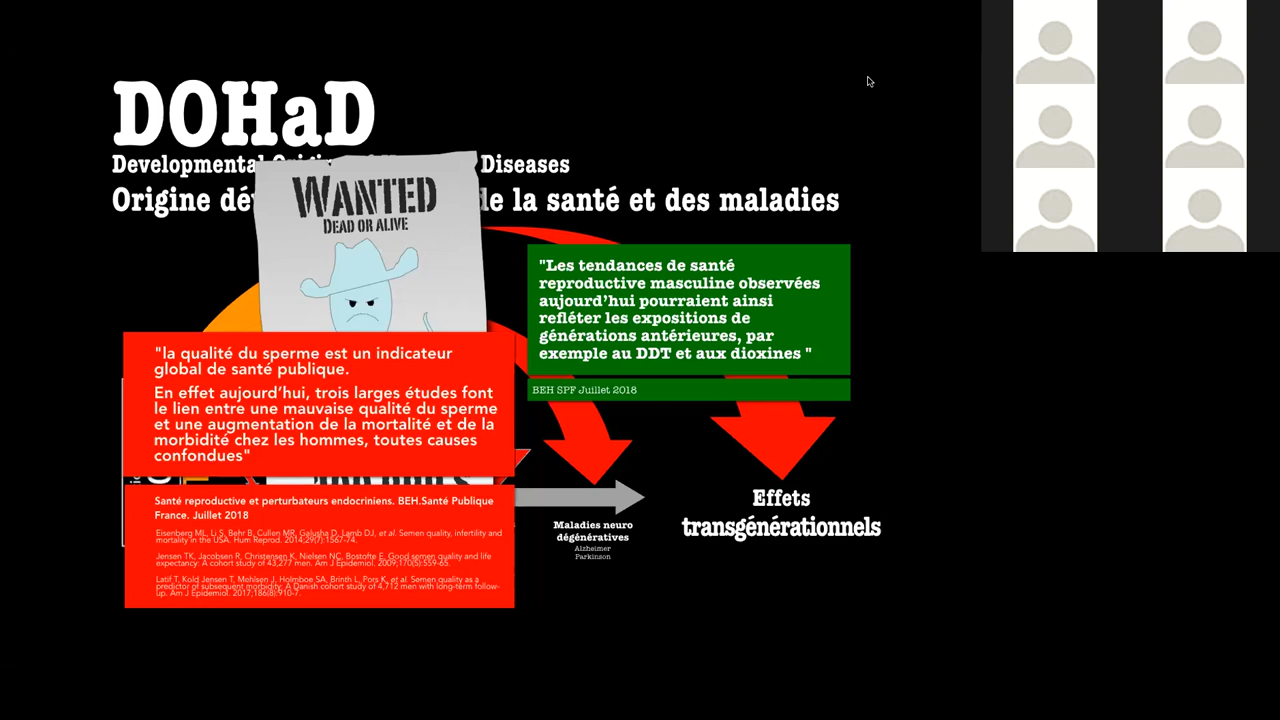 DOHaD
Developmental Diseases
Origine de la santé et des maladies
WANTED
DEAD OR ALIVE
"Les tendances de santé
reproductive masculine observées
aujourd'hui pourraient ainsi
refléter les expositions de
générations antérieures, par
exemple au DDT et aux dioxines "
BEH SPF Juillet 2018
"la qualité du sperme est un indicateur
global de santé publique.
En effet aujourd'hui, trois larges études font
le lien entre une mauvaise qualité du sperme
et une augmentation de la mortalité et de la
morbidité chez les hommes, toutes causes
confondues"
Santé reproductive et perturbateurs endocriniens. BEH.Santé Publique
France. Juillet 2018
Eisenberg ML, Li S, Behr B, Cullen MR, Galusha D, Lamb DJ, et al. Semen quality, infertility and
mortality in the USA. Hum Reprod. 2014;29(7):1567-74.
Jensen TK, Jacobsen R, Christensen K, Nielsen NC, Bostofte E. Good semen quality and life
expectancy: A cohort study of 43,277 men. Am J Epidemiol. 2009;170(5):559-65.
Latif T, Kold Jensen T, Mehlsen J, Holmboe SA, Brinth L, Pors K, et al. Semen quality as a
predictor of subsequent morbidity: A Danish cohort study of 4,712 men with long-term follow-
up. Am J Epidemiol. 2017;186(8):910-7.
Maladies neuro
dégénératives
Alzheimer
Parkinson
Effets
transgénérationnels